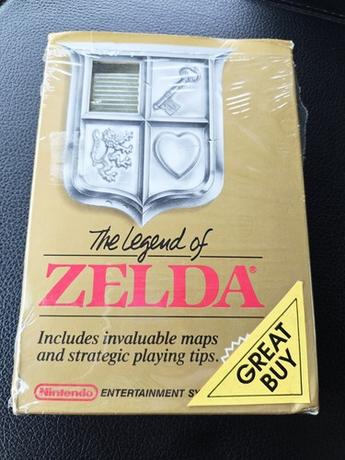 The Legend of
ZELDA®
Includes invaluable maps
and strategic playing tips.
Nintendo ENTERTAINMENT SY
GREAT
BUY